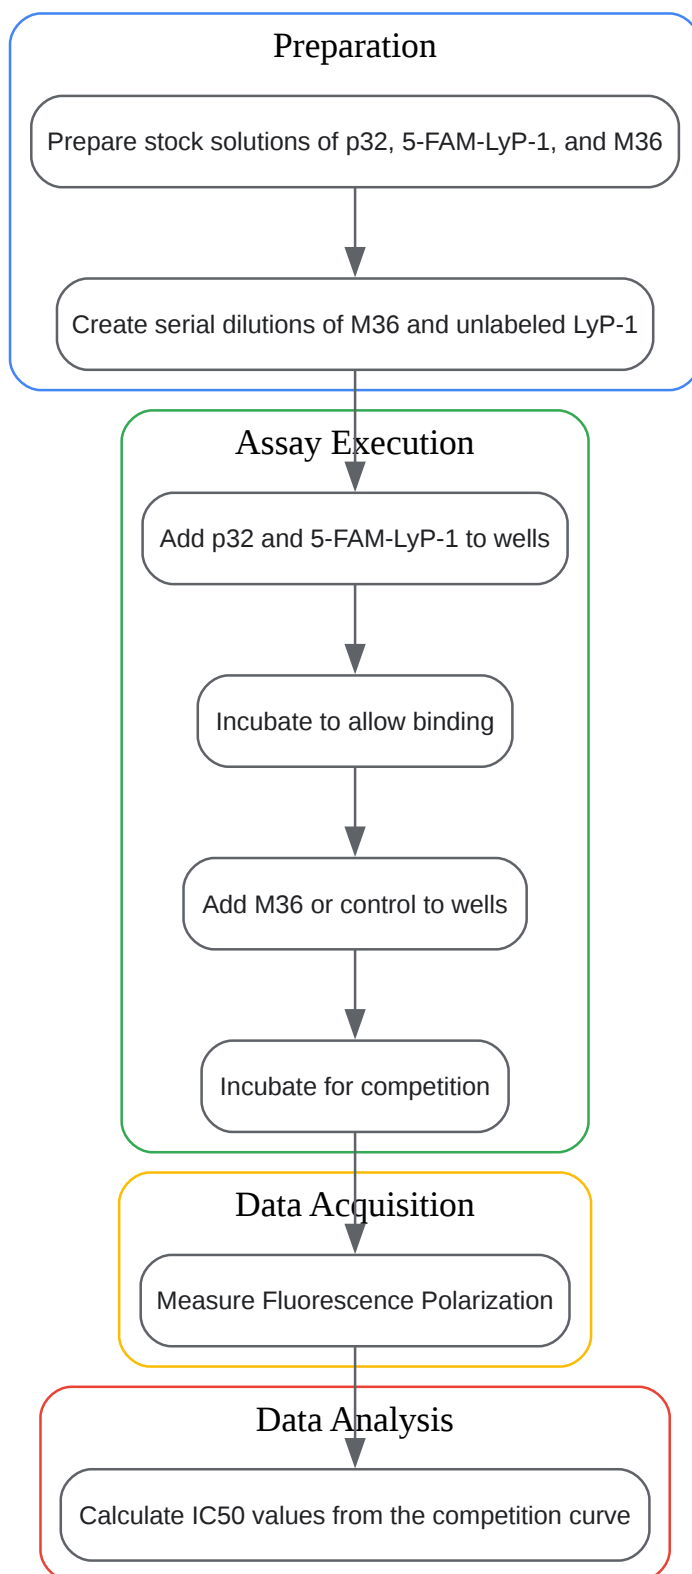 Preparation
Prepare stock solutions of p32, 5-FAM-LyP-1, and M36
Create serial dilutions of M36 and unlabeled LyP-1
Assay Execution
Add p32 and 5-FAM-LyP-1 to wells
Incubate to allow binding
Add M36 or control to wells
Incubate for competition
Data Acquisition
Measure Fluorescence Polarization
Data Analysis
Calculate IC50 values from the competition curve